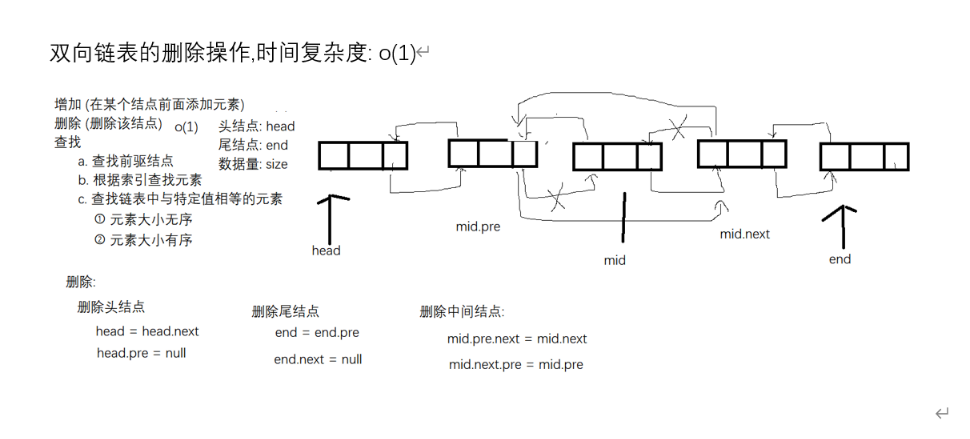 双向链表的删除操作,时间复杂度: o(1)
增加 (在某个结点前面添加元素)
删除 (删除该结点) o(1)
查找
a. 查找前驱结点
b. 根据索引查找元素
c. 查找链表中与特定值相等的元素
① 元素大小无序
② 元素大小有序
头结点: head
尾结点: end
数据量: size
head
mid.pre
mid
mid.next
end
删除:
删除头结点
head = head.next
head.pre = null
删除尾结点
end = end.pre
end.next = null
删除中间结点:
mid.pre.next = mid.next
mid.next.pre = mid.pre